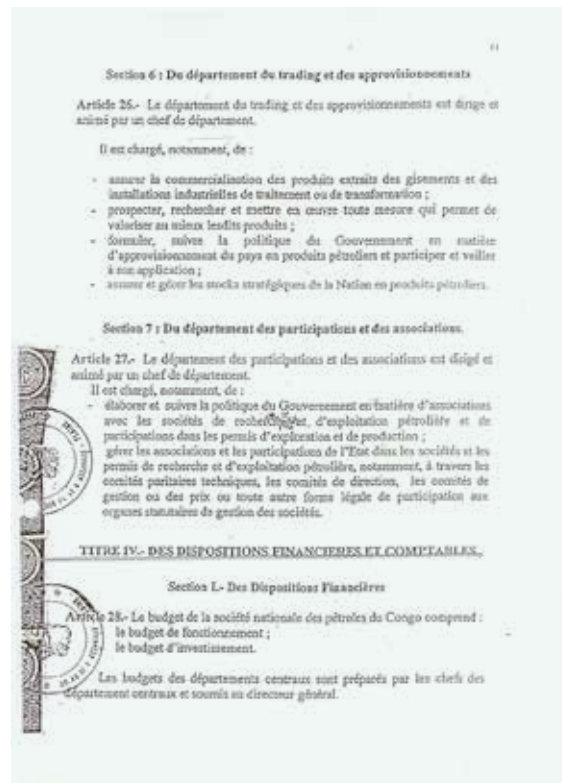 11
Section 6 : Du département du trading et des approvisionnements
Article 26.- Le département du trading et des approvisionnements est dirigé et
animé par un chef de département.
Il est chargé, notamment, de :
- assurer la commercialisation des produits extraits des gisements et des
installations industrielles de traitement ou de transformation ;
- prospecter, rechercher et mettre en œuvre toute mesure qui permet de
valoriser au mieux lesdits produits ;
- formuler, suivre la politique du Gouvernement en matière
d'approvisionnement du pays en produits pétroliers et participer et veiller
à son application ;
- assurer et gérer les stocks stratégiques de la Nation en produits pétroliers.
Section 7 : Du département des participations et des associations.
Article 27.- Le département des participations et des associations est dirigé et
animé par un chef de département.
Il est chargé, notamment, de :
- élaborer et suivre la politique du Gouvernement en matière d'associations
avec les sociétés de recherches, d'exploitation pétrolière et de
participations dans les permis d'exploration et de production ;
gérer les associations et les participations de l'Etat dans les sociétés et les
permis de recherche et d'exploitation pétrolière, notamment, à travers les
comités paritaires techniques, les comités de direction, les comités de
gestion ou des prix ou toute autre forme légale de participation aux
organes statutaires de gestion des sociétés.
TITRE IV.- DES DISPOSITIONS FINANCIERES ET COMPTABLES.
Section I.- Des Dispositions Financières
Article 28.- Le budget de la société nationale des pétroles du Congo comprend :
le budget de fonctionnement ;
le budget d'investissement.
Les budgets des départements centraux sont préparés par les chefs des
département centraux et soumis au directeur général.